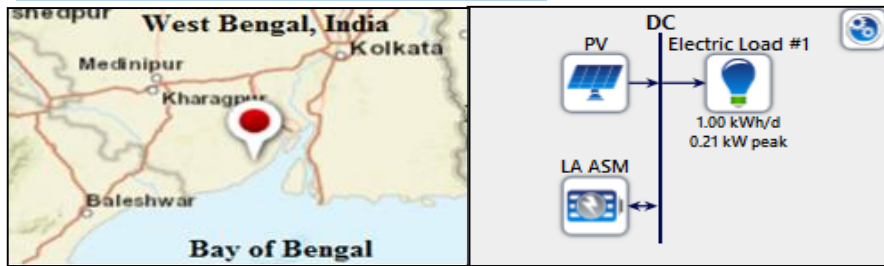 shedpur
West Bengal, India
Kolkata
Medinipur
Kharagpur
Baleshwar
Bay of Bengal
DC
PV
Electric Load #1
1.00 kWh/d
0.21 kW peak
LA ASM